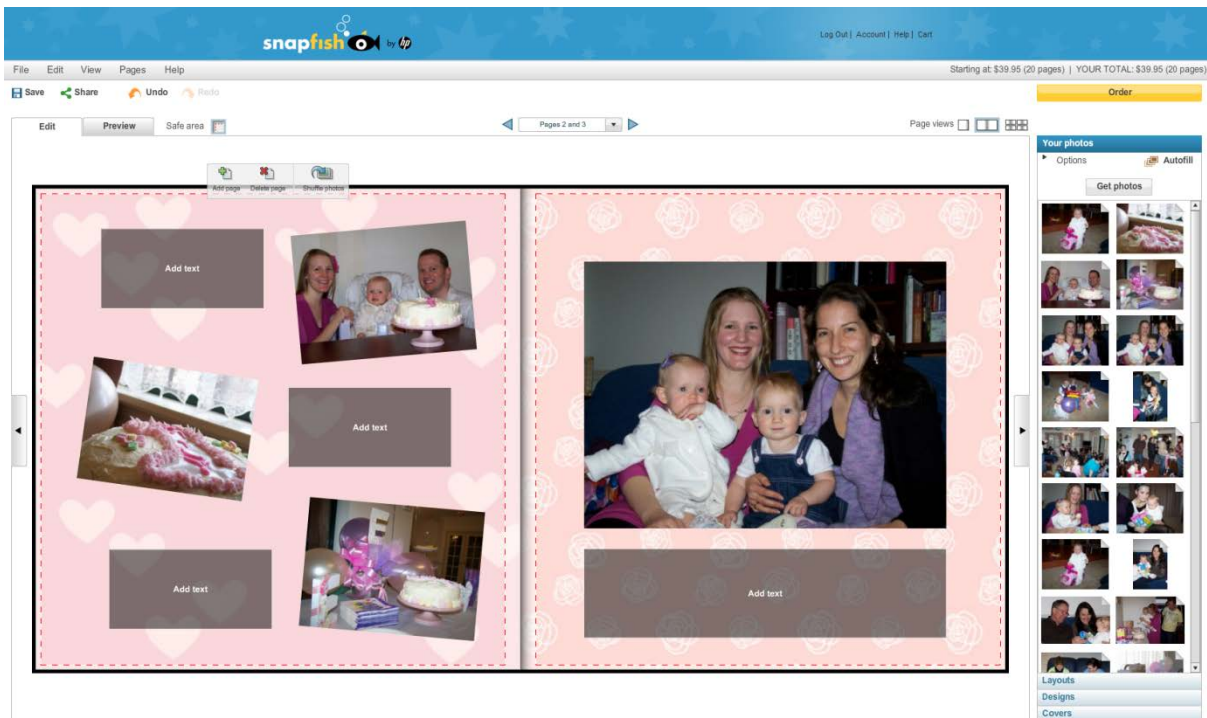 snapfish by hp
Log Out | Account | Help | Cart
File Edit View Pages Help
Starting at: $39.95 (20 pages) | YOUR TOTAL: $39.95 (20 pages)
Save Share Undo Redo
Order
Edit Preview Safe area
Pages 2 and 3
Page views
Your photos
Options Autofill
Get photos
Add page Delete page Shuffle photos
Add text
Add text
Add text
E
Add text
Layouts
Designs
Covers